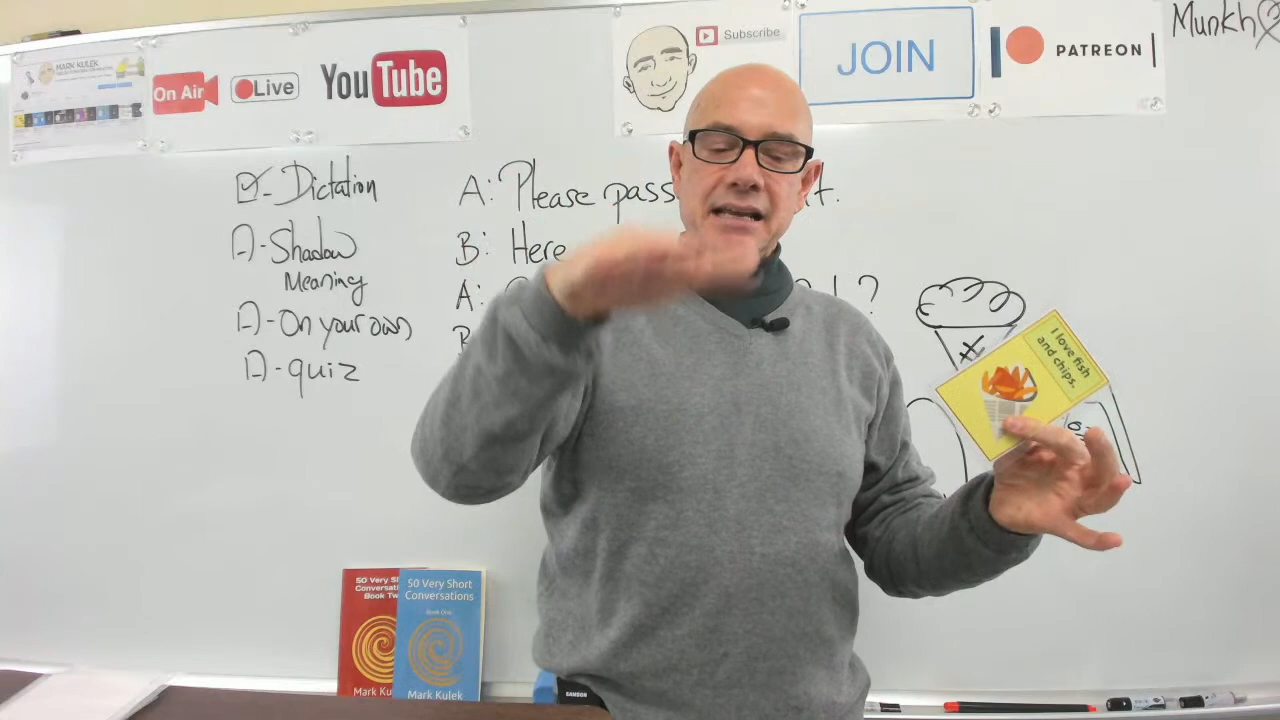 MARK KULEK
On Air
Live
YouTube
Subscribe
JOIN
PATREON
Munkh
Dictation
Shadow
Meaning
On your own
quiz
A: Please pass t.
B: Here
A: ?
B
I love fish
and chips.
50 Very Sh
Conversati
Book Tw
Mark Ku
50 Very Short
Conversations
Book One
Mark Kulek
SAMSON